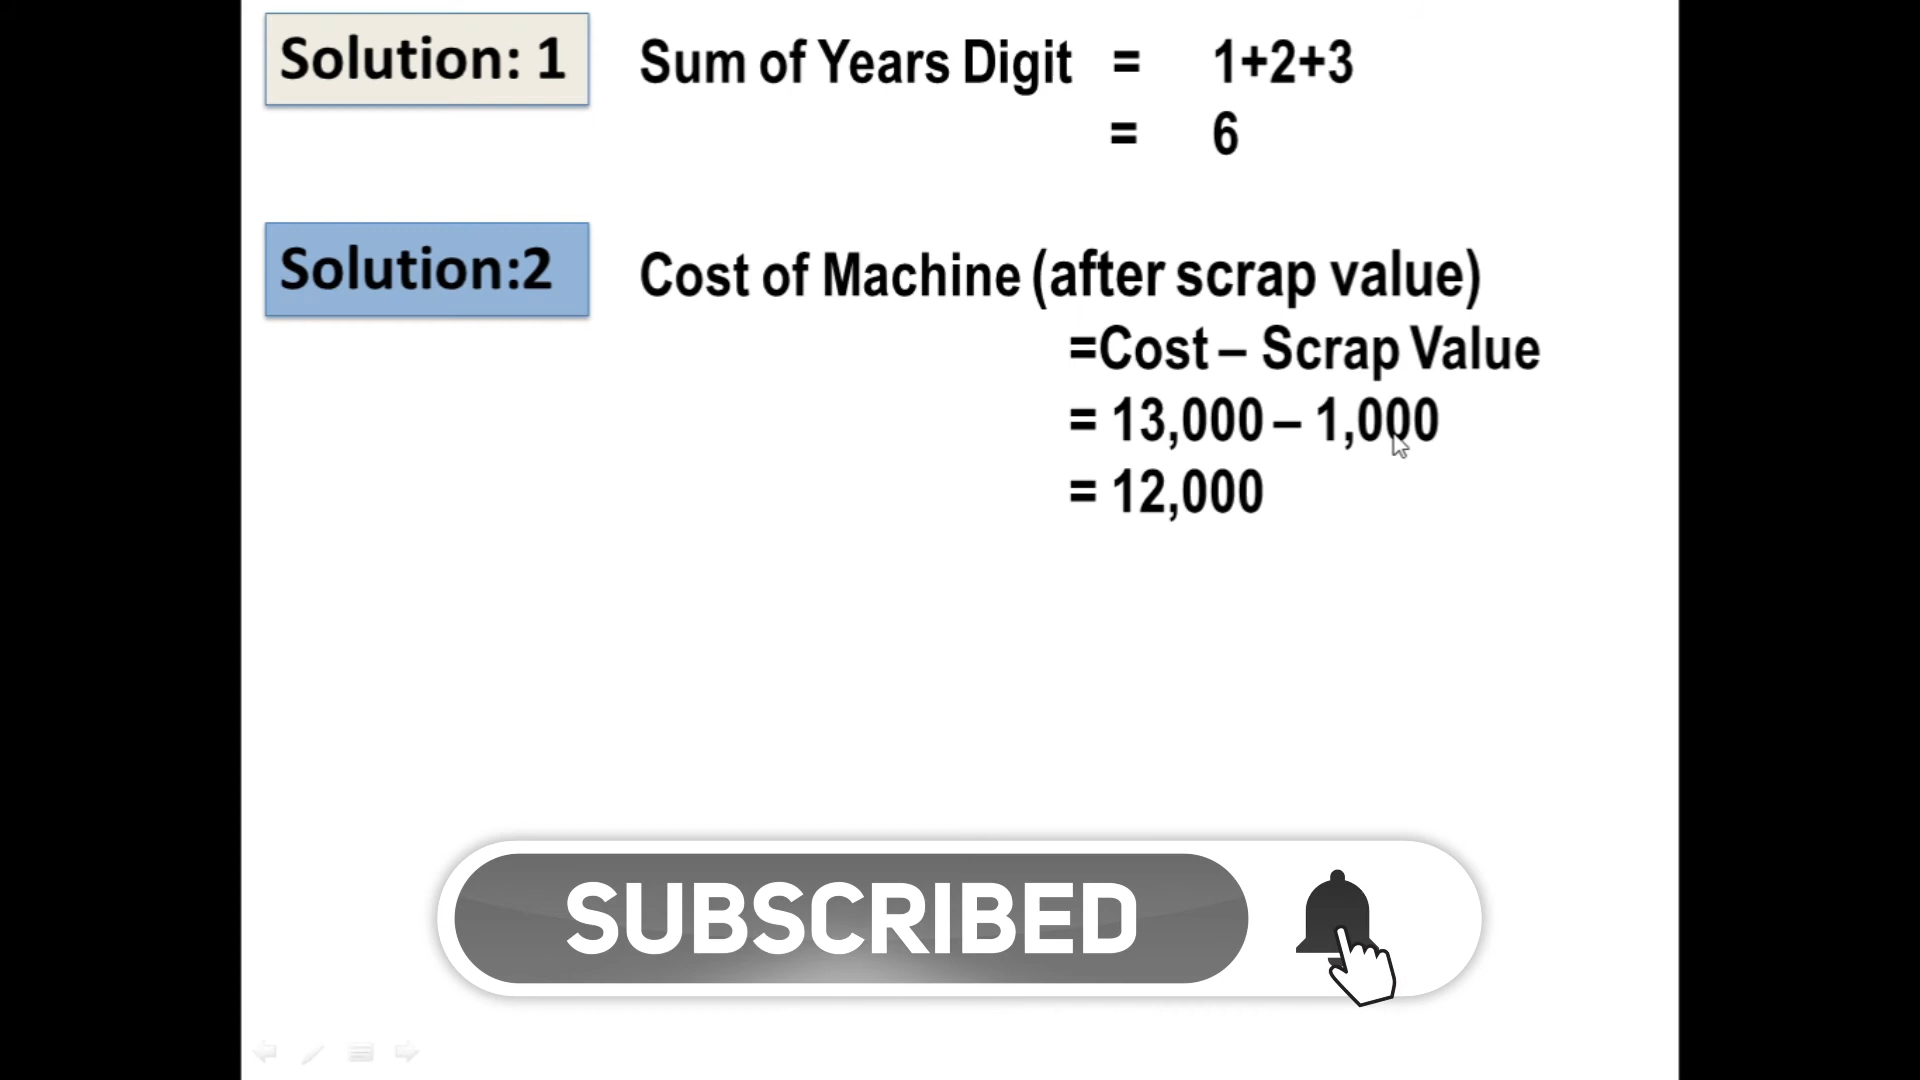 Solution: 1
Sum of Years Digit = 1+2+3
= 6
Solution:2
Cost of Machine (after scrap value)
=Cost – Scrap Value
= 13,000 – 1,000
= 12,000
SUBSCRIBED